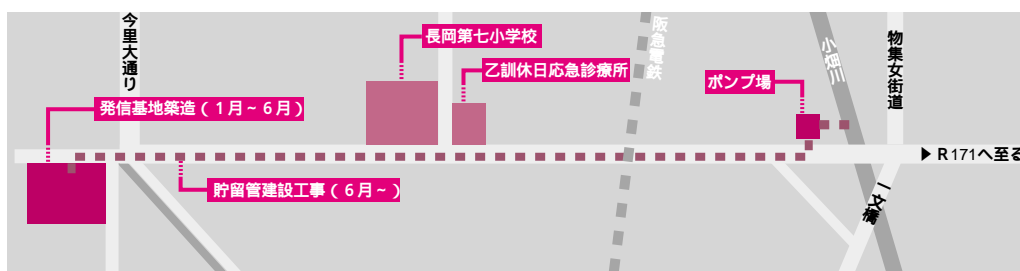 今里大通り
発信基地築造（１月～６月）
貯留管建設工事（６月～）
長岡第七小学校
乙訓休日応急診療所
阪急電鉄
ポンプ場
小畑川
物集女街道
▶R171へ至る
一文橋